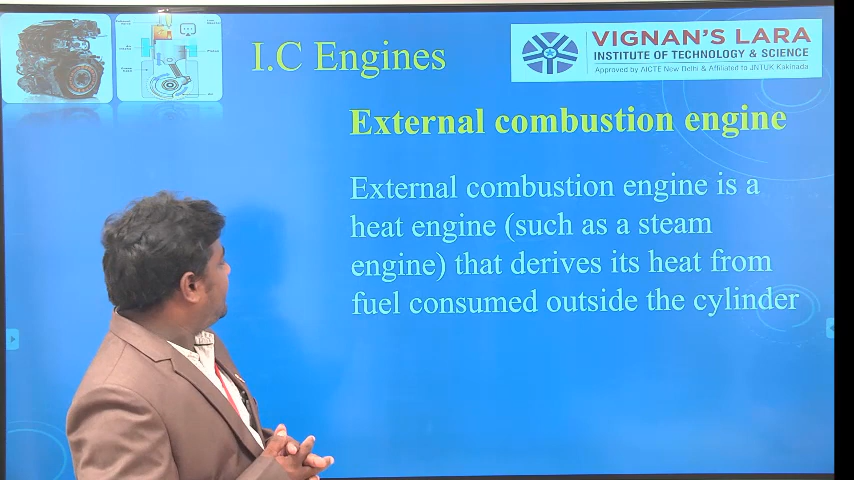 I.C Engines
VIGNAN'S LARA
INSTITUTE OF TECHNOLOGY & SCIENCE
Approved by AICTE New Delhi & Affiliated to JNTUK Kakinada
External combustion engine
External combustion engine is a
heat engine (such as a steam
engine) that derives its heat from
fuel consumed outside the cylinder